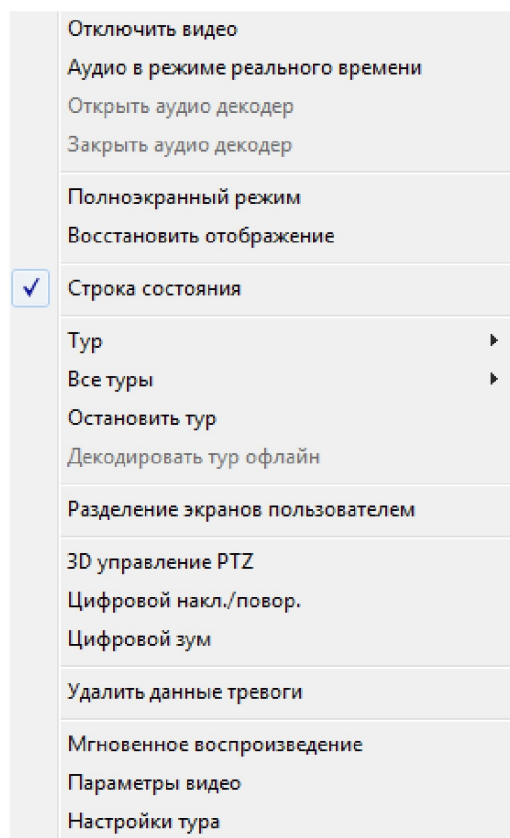 Отключить видео
Аудио в режиме реального времени
Открыть аудио декодер
Закрыть аудио декодер
Полноэкранный режим
Восстановить отображение
Строка состояния
Тур
Все туры
Остановить тур
Декодировать тур офлайн
Разделение экранов пользователем
3D управление PTZ
Цифровой накл./повор.
Цифровой зум
Удалить данные тревоги
Мгновенное воспроизведение
Параметры видео
Настройки тура